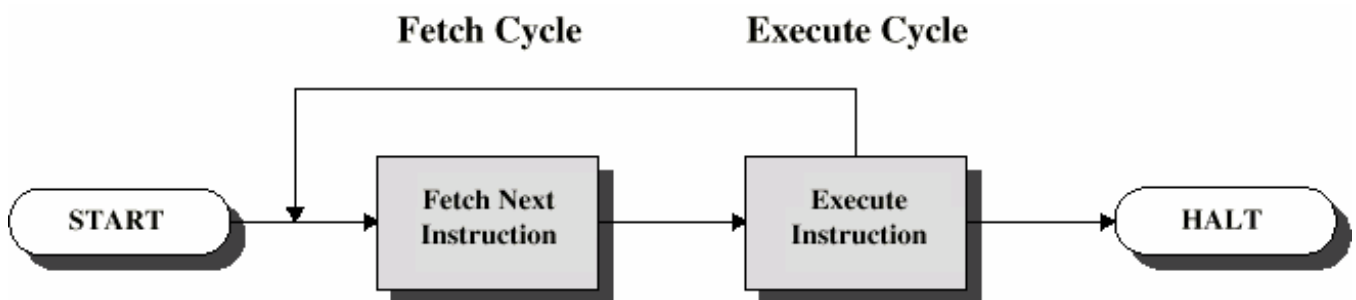 Fetch Cycle
Execute Cycle
START
Fetch Next
Instruction
Execute
Instruction
HALT